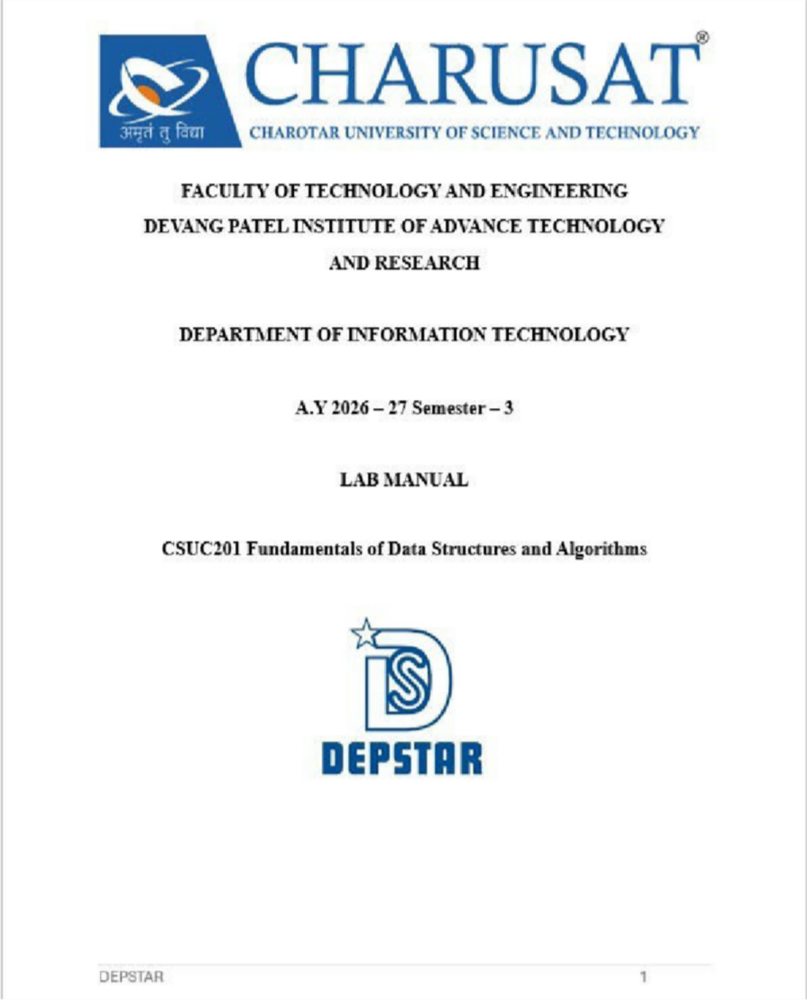 CHARUSAT®
अमृतं तु विद्या
CHAROTAR UNIVERSITY OF SCIENCE AND TECHNOLOGY
FACULTY OF TECHNOLOGY AND ENGINEERING
DEVANG PATEL INSTITUTE OF ADVANCE TECHNOLOGY
AND RESEARCH
DEPARTMENT OF INFORMATION TECHNOLOGY
A.Y 2026 – 27 Semester – 3
LAB MANUAL
CSUC201 Fundamentals of Data Structures and Algorithms
DS
DEPSTAR
DEPSTAR 1